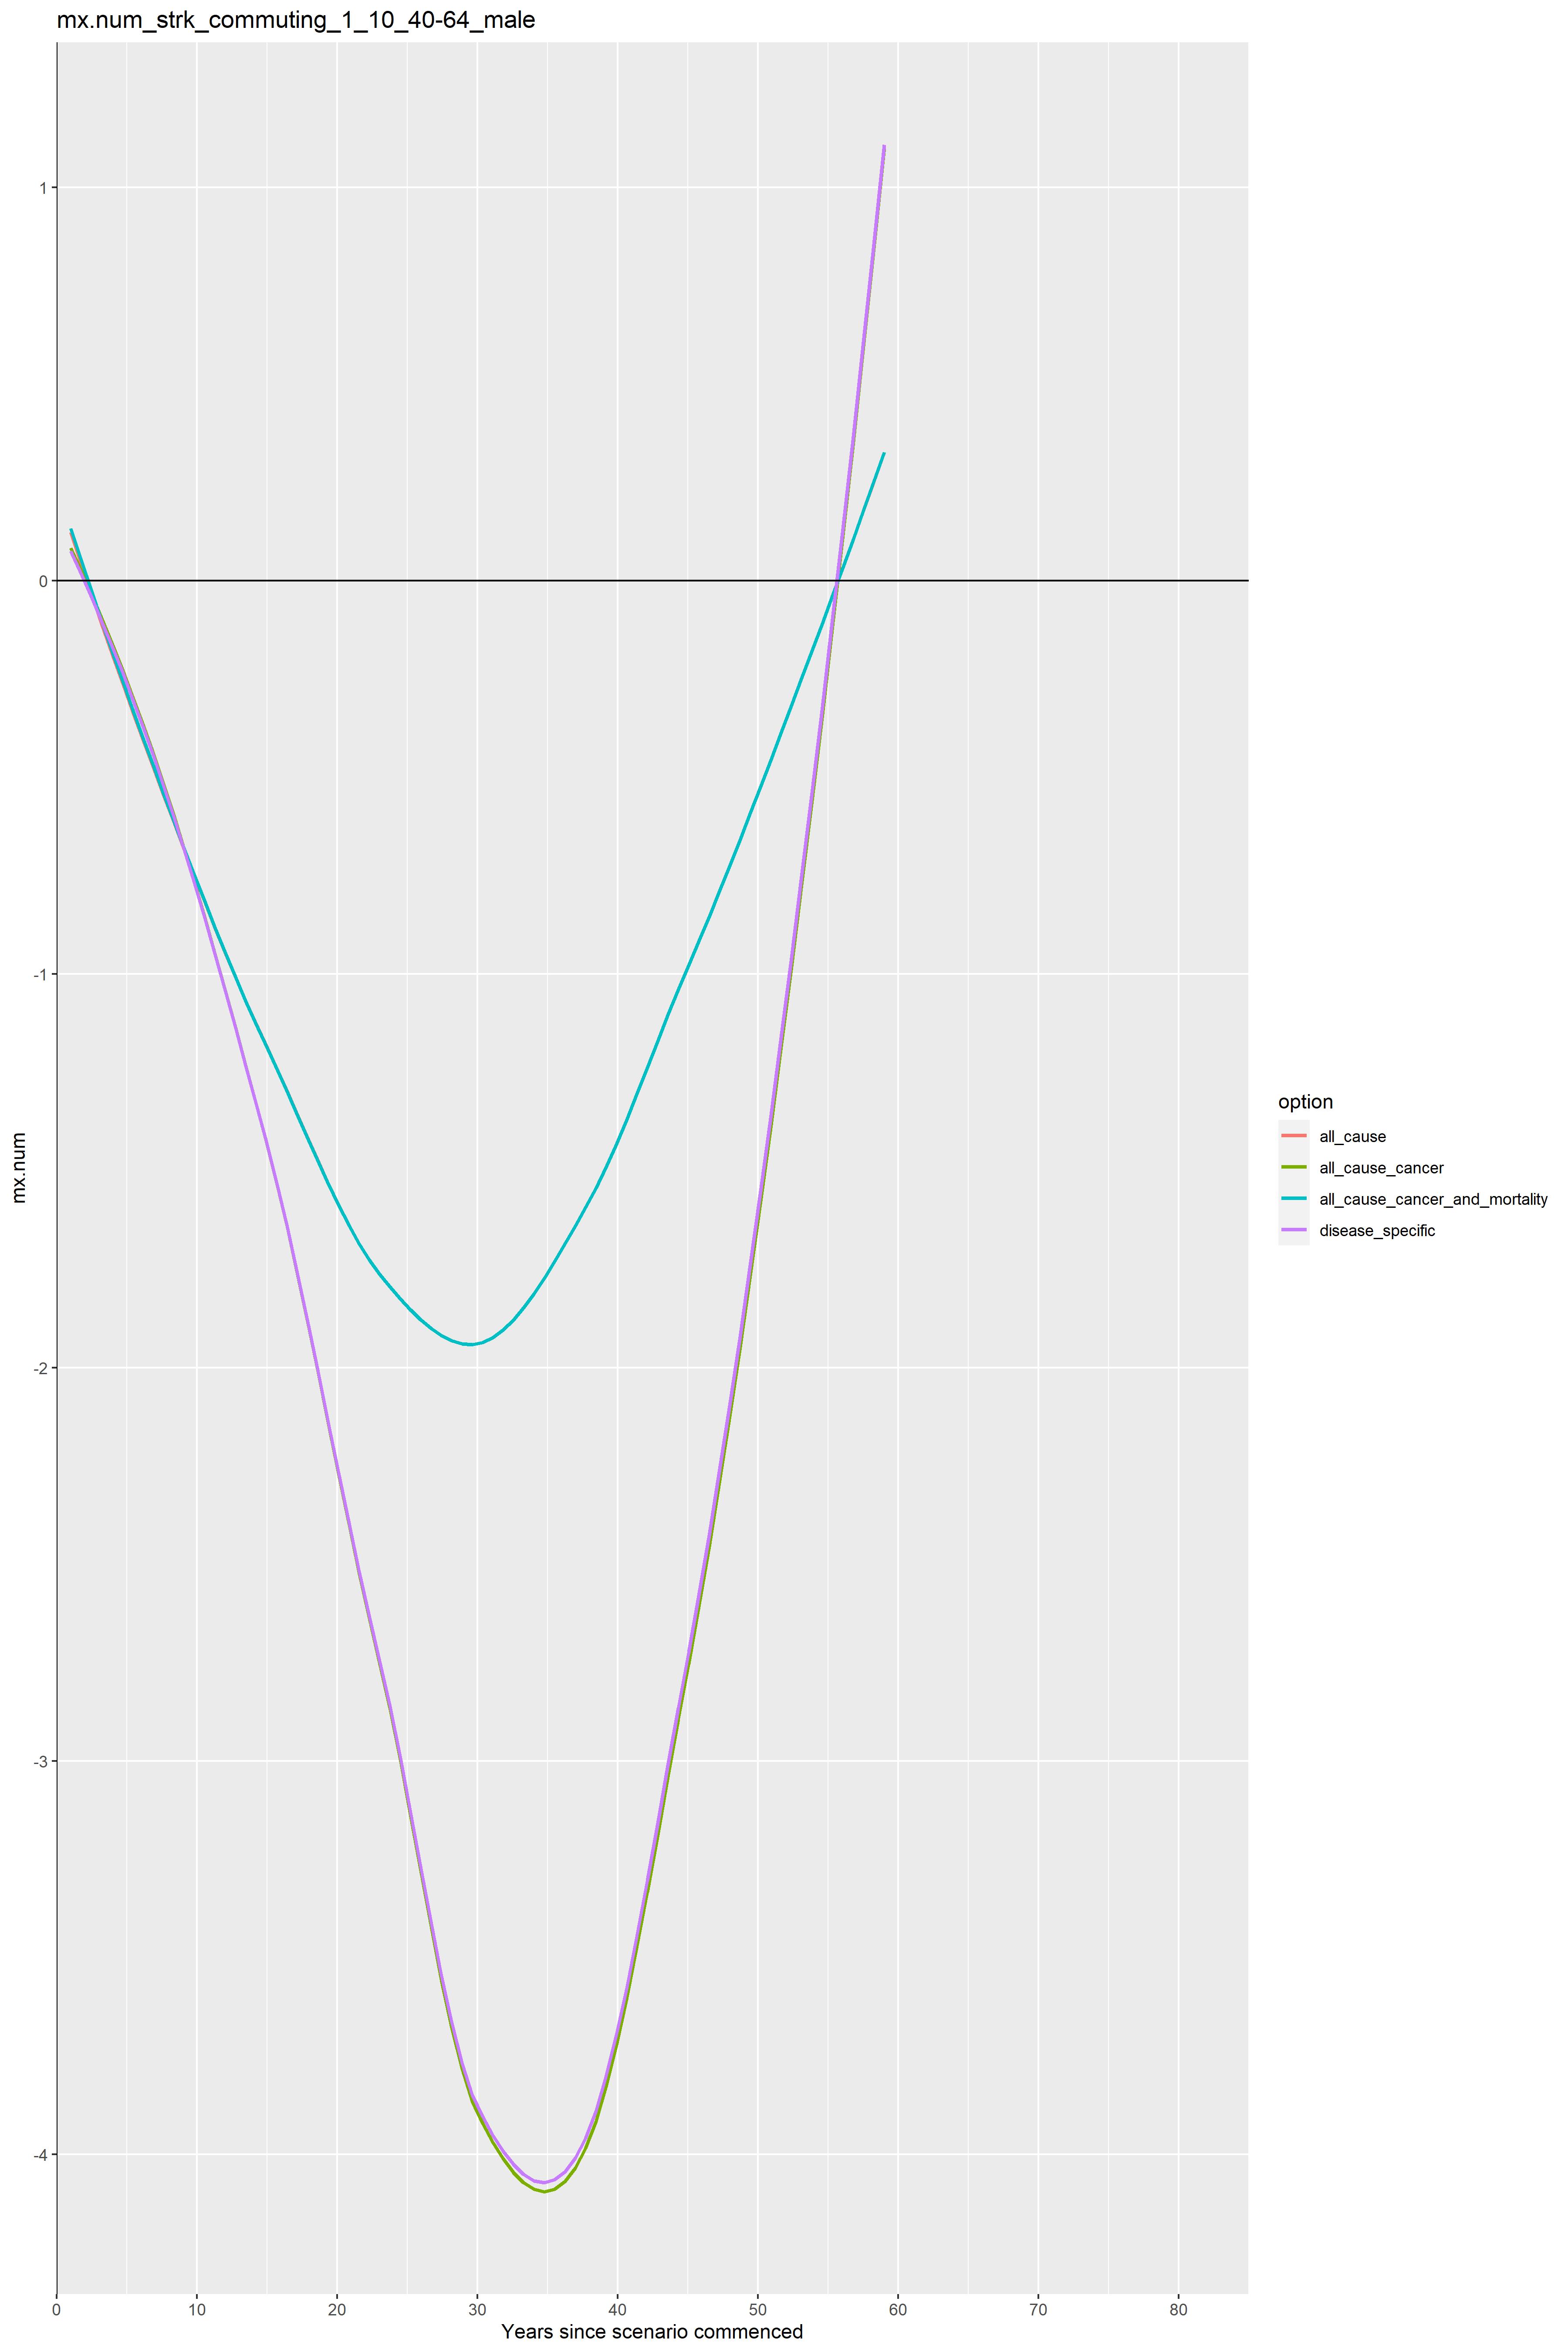 mx.num_strk_commuting_1_10_40-64_male
1
0
-1
-2
-3
-4
mx.num
0 10 20 30 40 50 60 70 80
Years since scenario commenced
option
all_cause
all_cause_cancer
all_cause_cancer_and_mortality
disease_specific